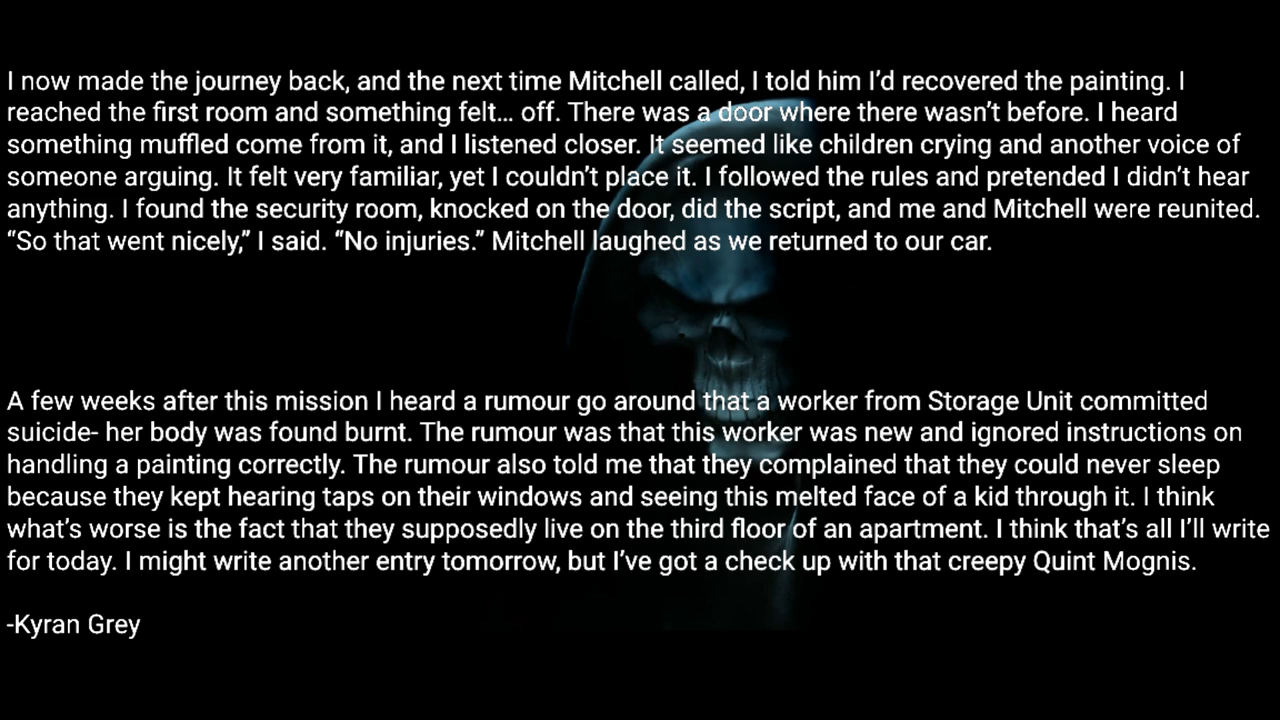 I now made the journey back, and the next time Mitchell called, I told him I’d recovered the painting. I
reached the first room and something felt… off. There was a door where there wasn’t before. I heard
something muffled come from it, and I listened closer. It seemed like children crying and another voice of
someone arguing. It felt very familiar, yet I couldn’t place it. I followed the rules and pretended I didn’t hear
anything. I found the security room, knocked on the door, did the script, and me and Mitchell were reunited.
“So that went nicely,” I said. “No injuries.” Mitchell laughed as we returned to our car.
A few weeks after this mission I heard a rumour go around that a worker from Storage Unit committed
suicide- her body was found burnt. The rumour was that this worker was new and ignored instructions on
handling a painting correctly. The rumour also told me that they complained that they could never sleep
because they kept hearing taps on their windows and seeing this melted face of a kid through it. I think
what’s worse is the fact that they supposedly live on the third floor of an apartment. I think that’s all I’ll write
for today. I might write another entry tomorrow, but I’ve got a check up with that creepy Quint Mognis.
-Kyran Grey